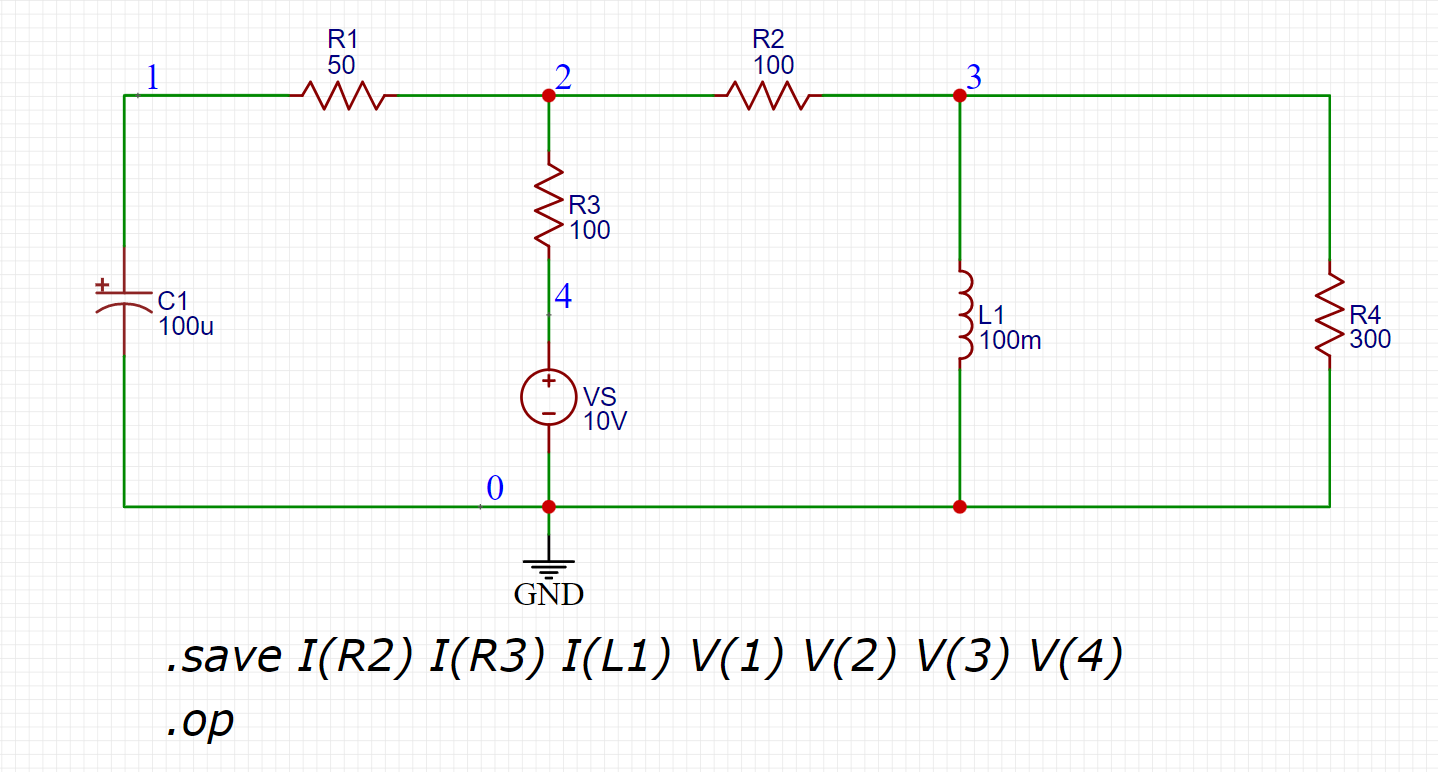 R1
50
R2
100
1
2
3
R3
100
4
+
C1
100u
L1
100m
R4
300
+
VS
10V
0
GND
.save I(R2) I(R3) I(L1) V(1) V(2) V(3) V(4)
.op